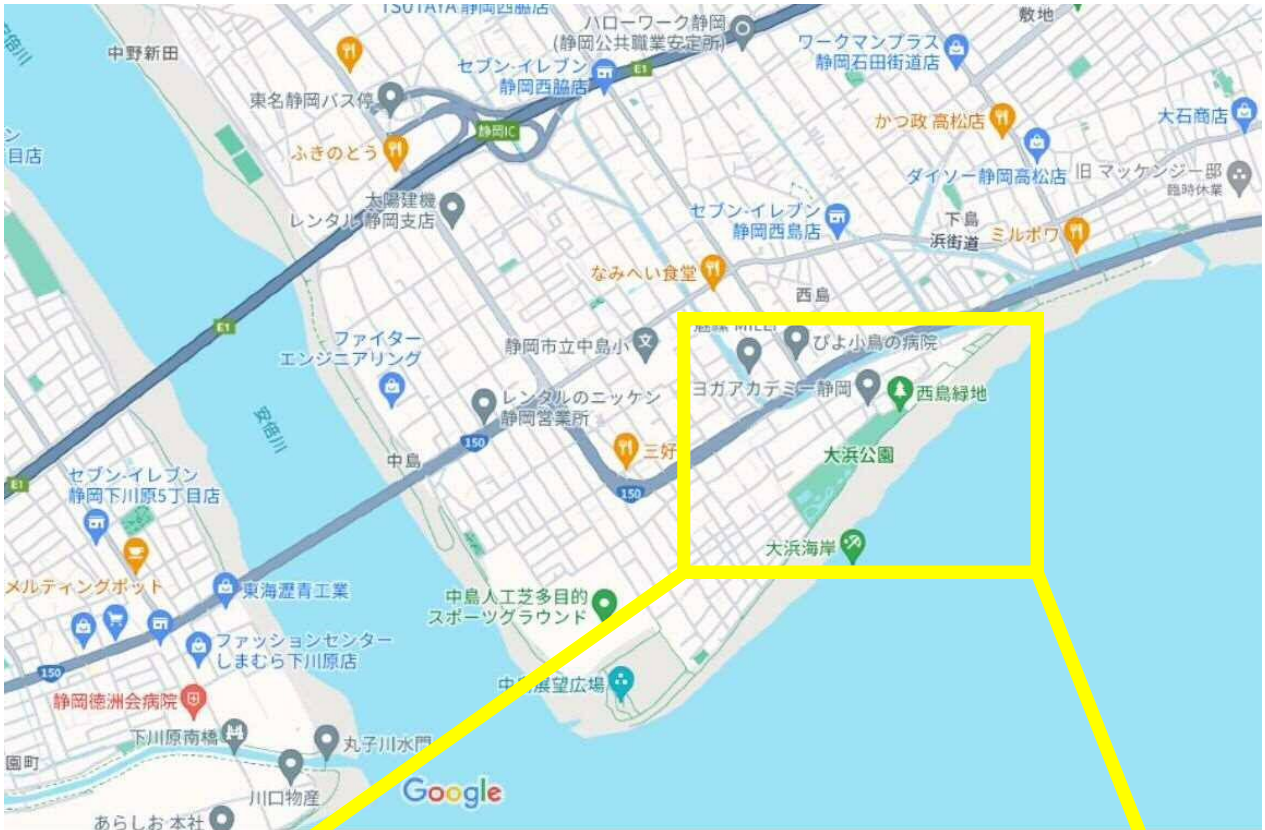 TSUTAYA 静岡西脇店
ハローワーク静岡
(静岡公共職業安定所)
敷地
中野新田
安倍川
セブン-イレブン
静岡西脇店
E1
ワークマンプラス
静岡石田街道店
東名静岡バス停
静岡IC
かつ政 高松店
大石商店
ン
丁目店
ふきのとう
ダイソー静岡高松店
旧 マッケンジー邸
臨時休業
太陽建機
レンタル静岡支店
セブン-イレブン
静岡西島店
下島
浜街道
ミルポワ
なみへい食堂
西島
E1
ファイター
エンジニアリング
静岡市立中島小
ぴよ小鳥の病院
ヨガアカデミー静岡
西島緑地
レンタルのニッケン
静岡営業所
安倍川
150
中島
三好
大浜公園
セブン-イレブン
静岡下川原5丁目店
E1
150
大浜海岸
メルティングポット
東海瀝青工業
中島人工芝多目的
スポーツグラウンド
ファッションセンター
しまむら下川原店
150
静岡徳洲会病院
中島展望広場
下川原南橋
丸子川水門
園町
川口物産
Google
あらしお 本社